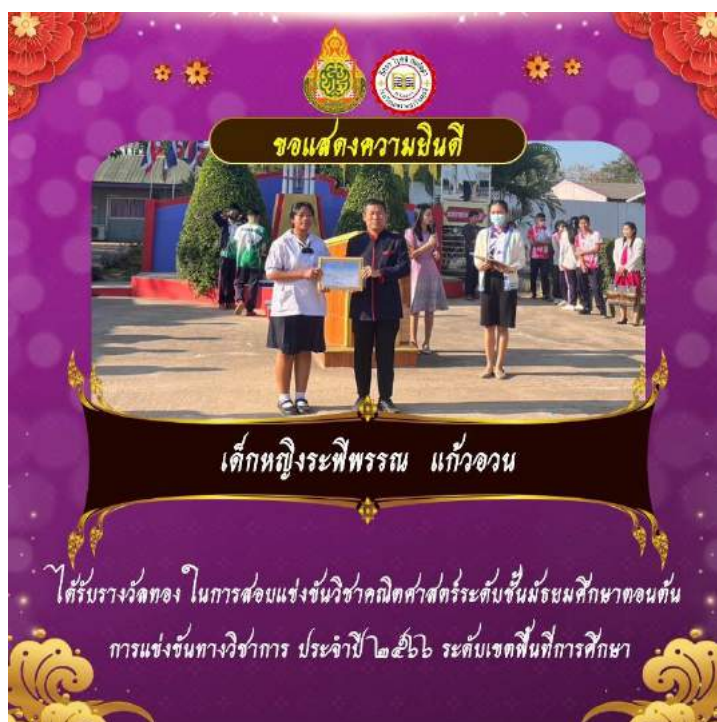 ขอแสดงความยินดี
เด็กหญิงระพีพรรณ แก้วอวน
ได้รับรางวัลทอง ในการสอบแข่งขันวิชาคณิตศาสตร์ระดับชั้นมัธยมศึกษาตอนต้น
การแข่งขันทางวิชาการ ประจำปี ๒๕๖๖ ระดับเขตพื้นที่การศึกษา